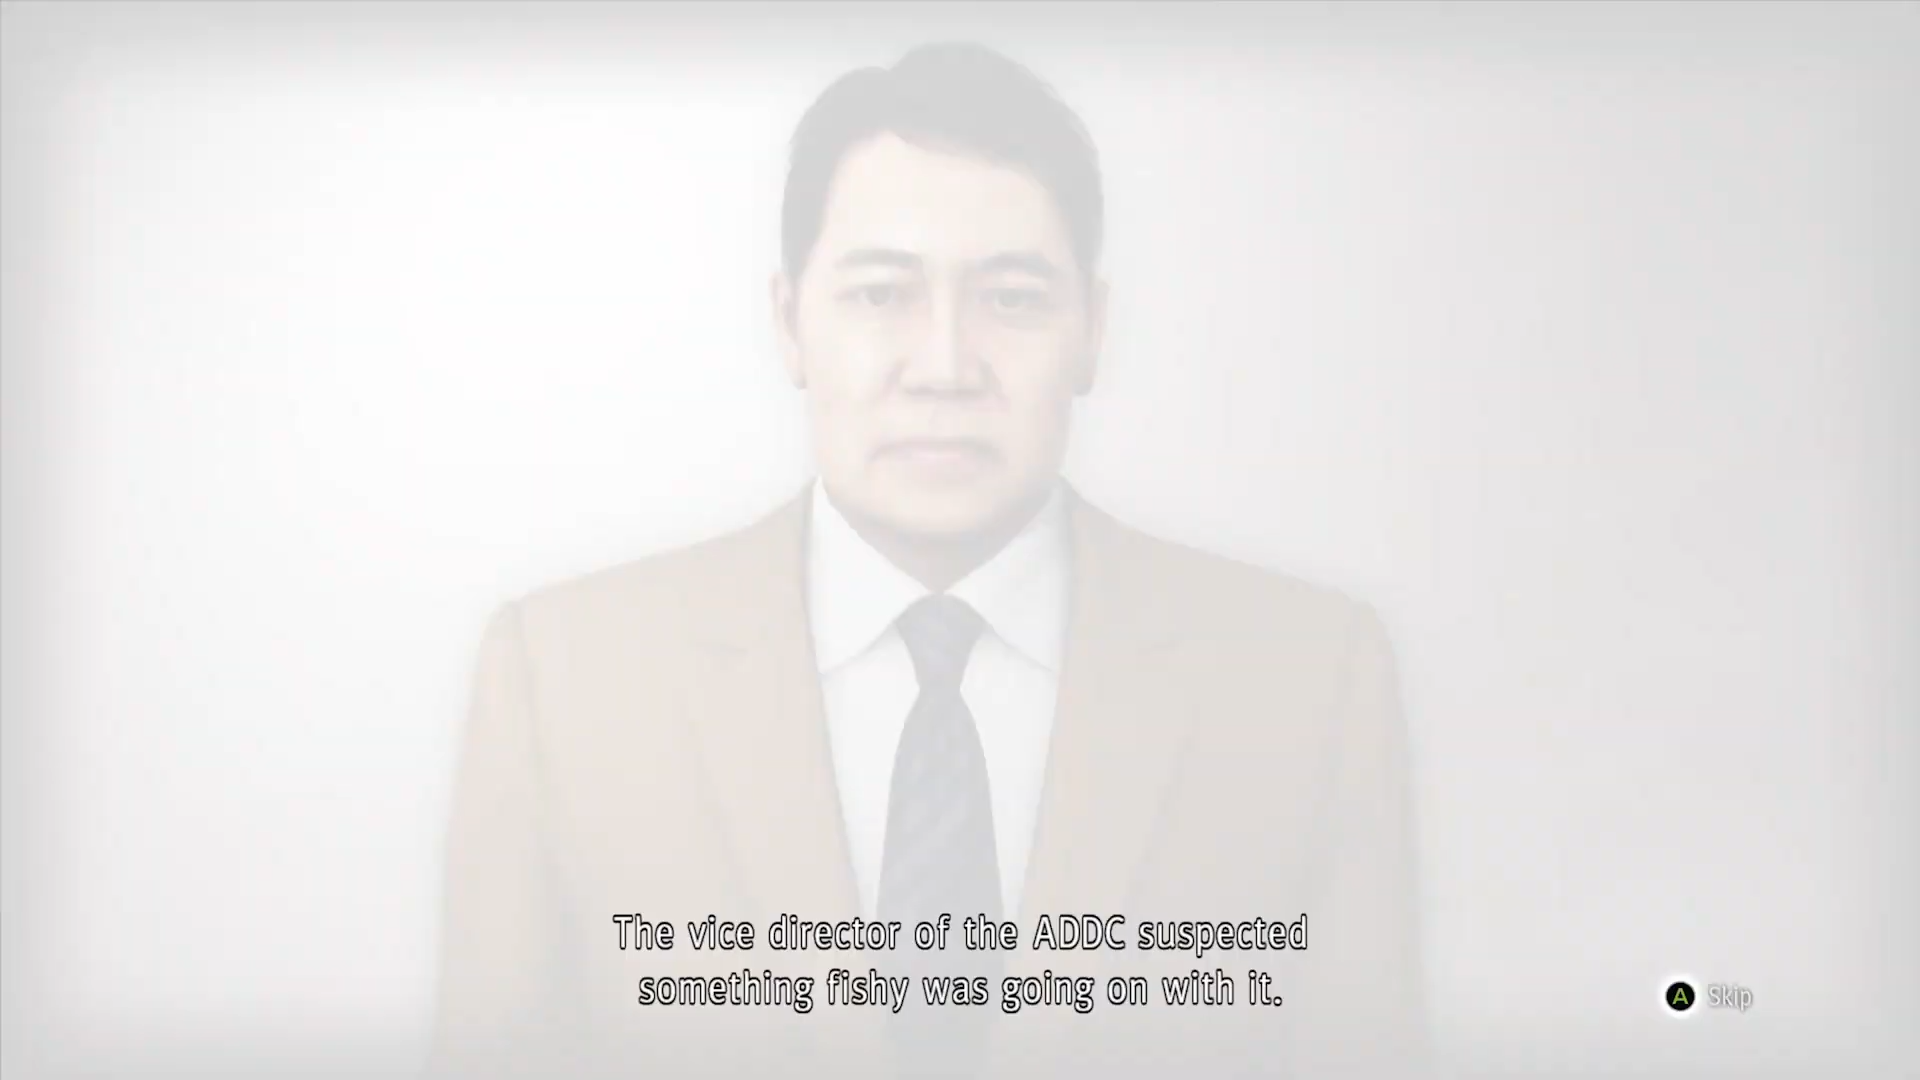 The vice director of the ADDC suspected
something fishy was going on with it.
A Skip